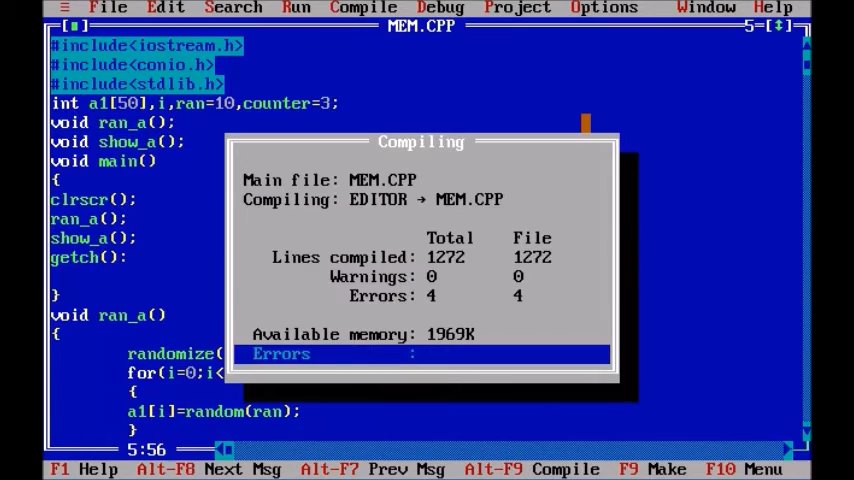 ≡ File Edit Search Run Compile Debug Project Options Window Help
[■] MEM.CPP 5=[↕]
#include<iostream.h>
#include<conio.h>
#include<stdlib.h>
int a1[50],i,ran=10,counter=3;
void ran_a();
void show_a();
void main()
{
clrscr();
ran_a();
show_a();
getch():
}
void ran_a()
{
randomize(
for(i=0;i<
{
a1[i]=random(ran);
}
Compiling
Main file: MEM.CPP
Compiling: EDITOR → MEM.CPP
Total File
Lines compiled: 1272 1272
Warnings: 0 0
Errors: 4 4
Available memory: 1969K
Errors :
5:56
F1 Help Alt-F8 Next Msg Alt-F7 Prev Msg Alt-F9 Compile F9 Make F10 Menu